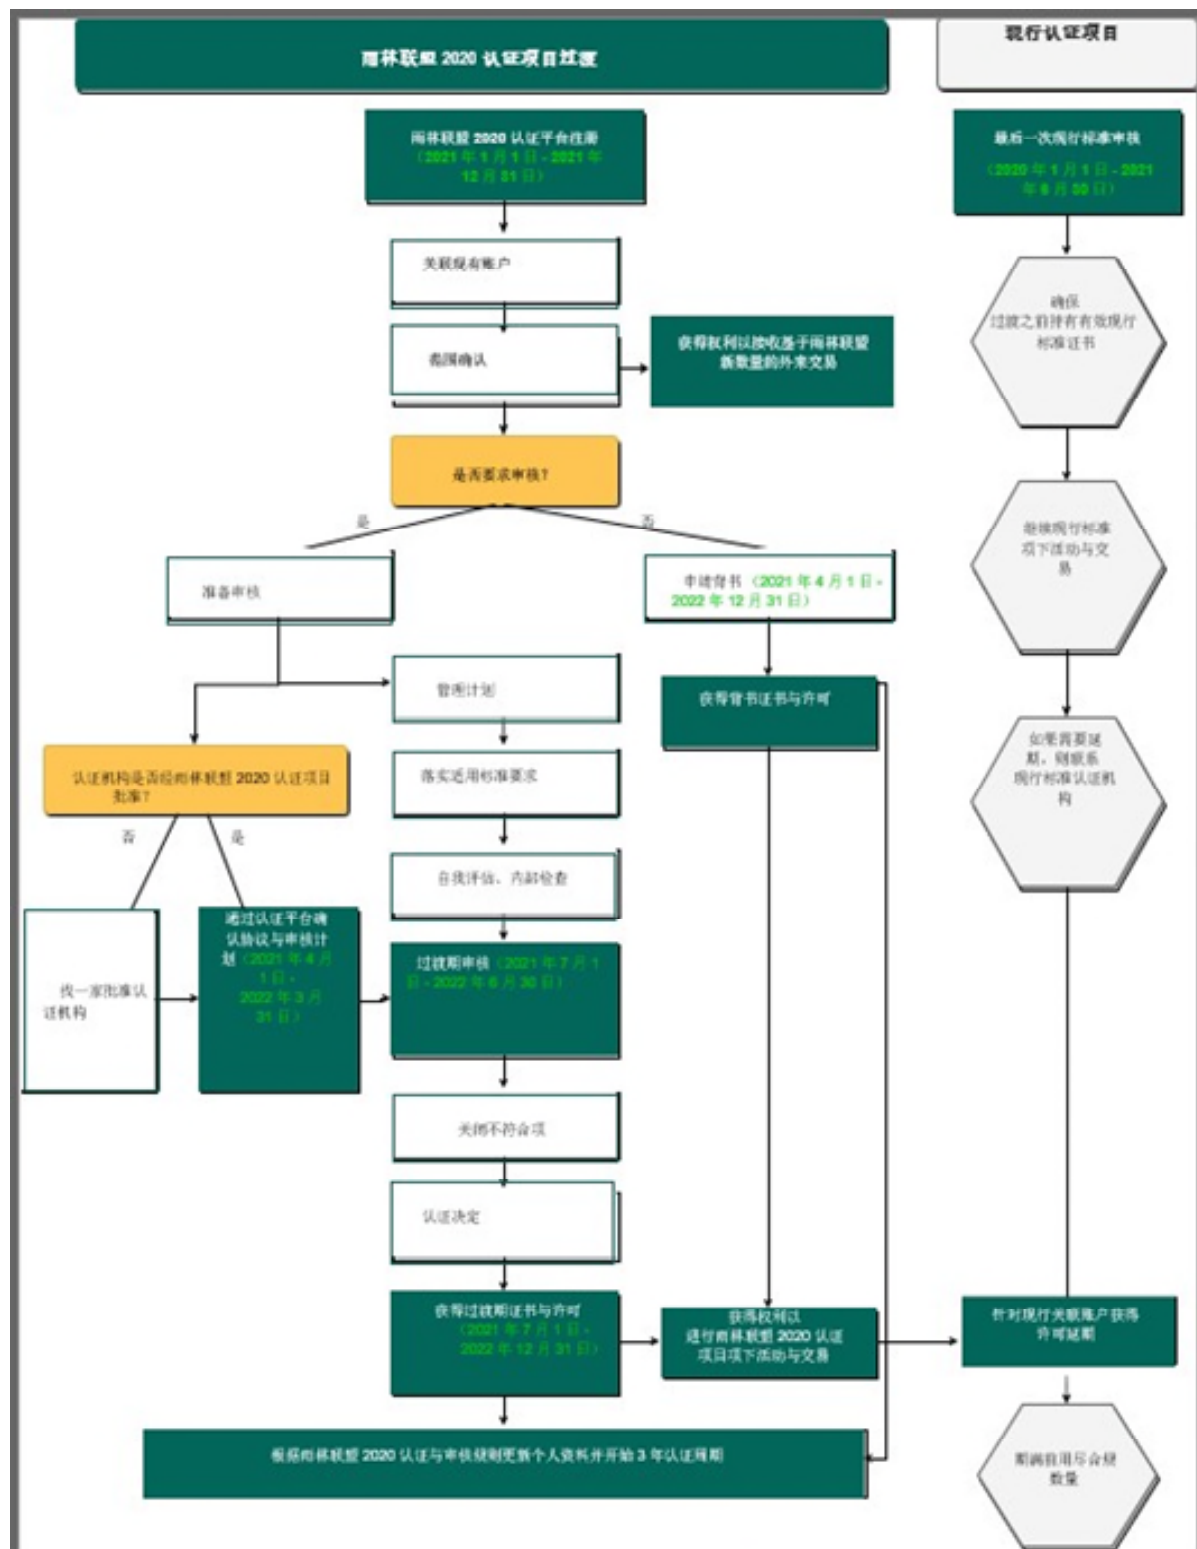 雨林联盟 2020 认证项目过渡
现行认证项目
雨林联盟 2020 认证平台注册
（2021 年 1 月 1 日 - 2021 年
12 月 31 日）
最后一次现行标准审核
（2020 年 1 月 1 日 - 2021
年 6 月 30 日）
关联现有账户
确保
过渡之前持有有效现行
标准证书
范围确认
获得权利以接收基于雨林联盟
新数量的外来交易
是否要求审核？
是
否
继续现行标准
项下活动与交
易
准备审核
申请背书（2021 年 4 月 1 日 -
2022 年 12 月 31 日）
管理计划
获得背书证书与许可
认证机构是否经雨林联盟 2020 认证项目
批准？
落实适用标准要求
如果需要延
期，则联系
现行标准认证机
构
否
是
自我评估、内部检查
找一家批准认
证机构
通过认证平台确
认协议与审核计
划（2021 年 4 月
1 日 -
2022 年 3 月
31 日）
过渡期审核（2021 年 7 月 1
日 - 2022 年 6 月 30 日）
关闭不符合项
认证决定
获得过渡期证书与许可
（2021 年 7 月 1 日 -
2022 年 12 月 31 日）
获得权利以
进行雨林联盟 2020 认证
项目项下活动与交易
针对现行关联账户获得
许可延期
根据雨林联盟 2020 认证与审核规则更新个人资料并开始 3 年认证周期
期满前用尽合规
数量